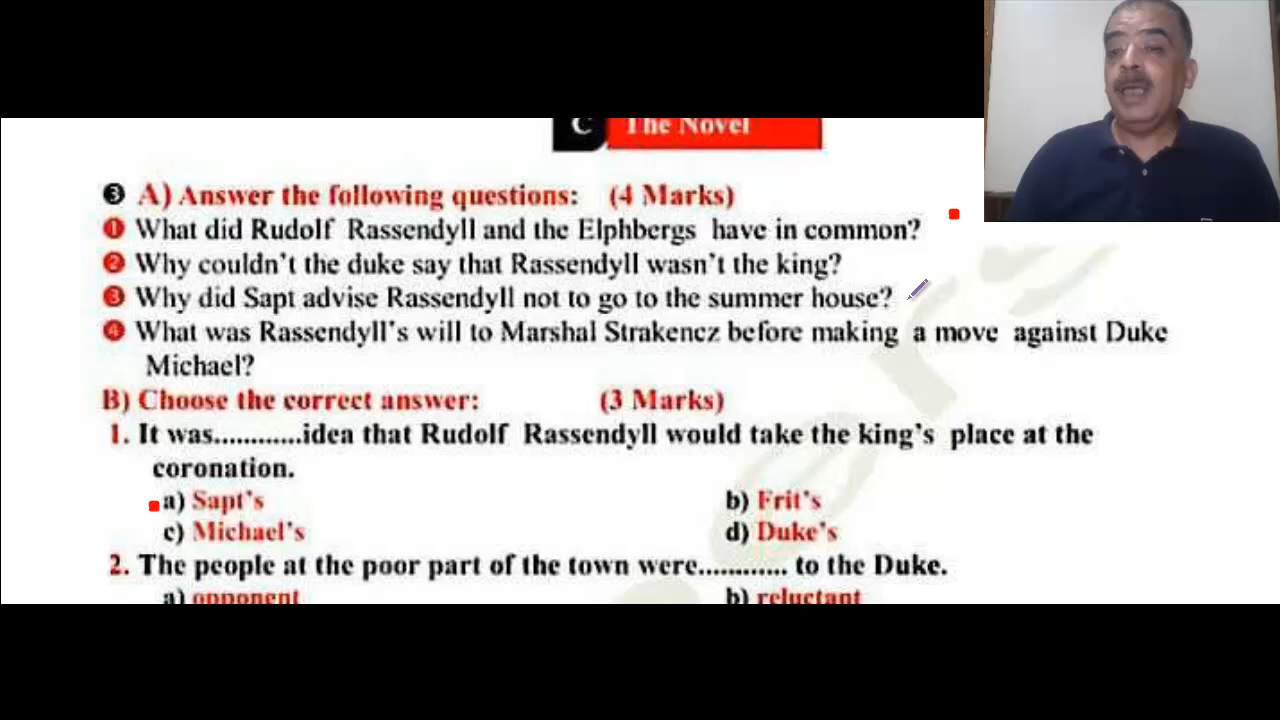 C The Novel
3 A) Answer the following questions: (4 Marks)
1 What did Rudolf Rassendyll and the Elphbergs have in common?
2 Why couldn't the duke say that Rassendyll wasn't the king?
3 Why did Sapt advise Rassendyll not to go to the summer house?
4 What was Rassendyll's will to Marshal Strakencz before making a move against Duke
Michael?
B) Choose the correct answer: (3 Marks)
1. It was............idea that Rudolf Rassendyll would take the king's place at the
coronation.
a) Sapt's b) Frit's
c) Michael's d) Duke's
2. The people at the poor part of the town were............ to the Duke.
a) opponent b) reluctant